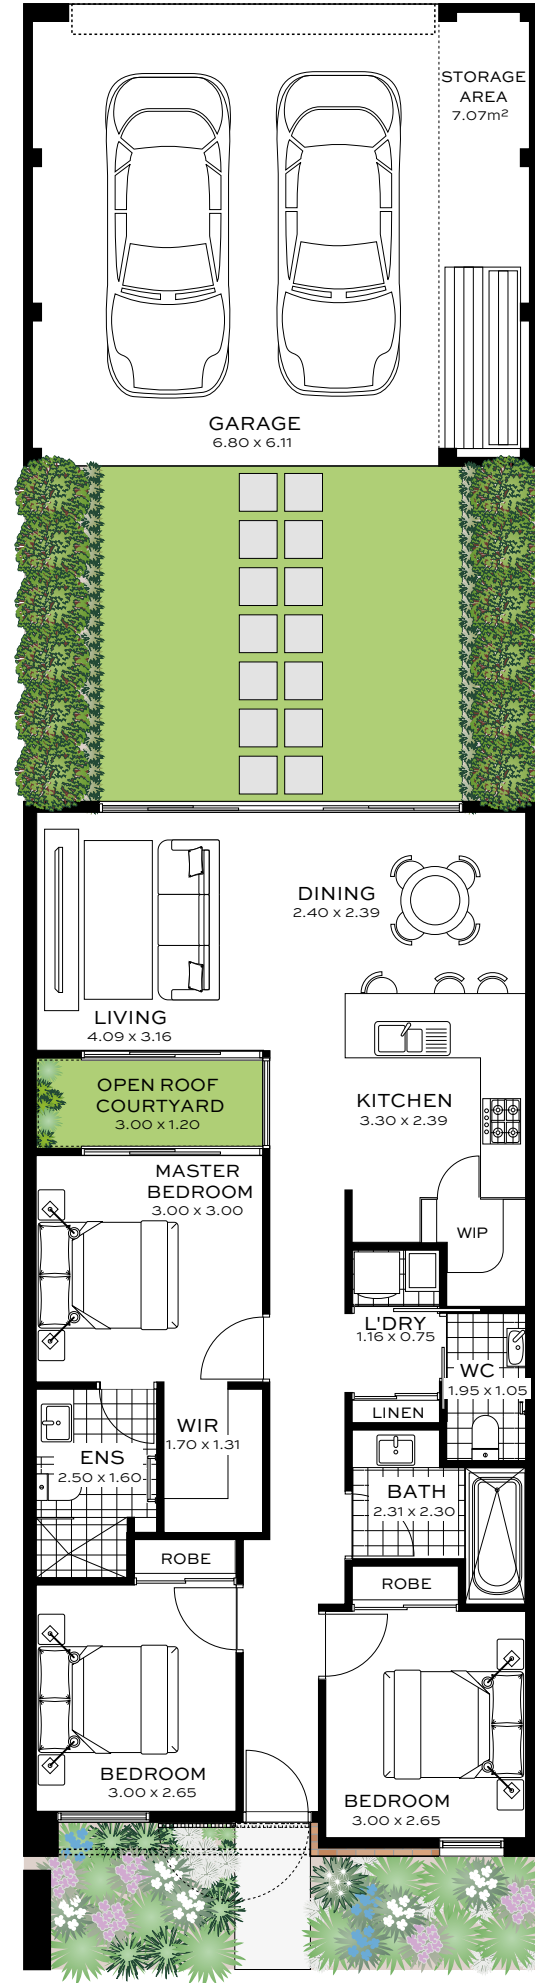 STORAGE
AREA
7.07m²
GARAGE
6.80 x 6.11
DINING
2.40 x 2.39
LIVING
4.09 x 3.16
OPEN ROOF
COURTYARD
3.00 x 1.20
KITCHEN
3.30 x 2.39
MASTER
BEDROOM
3.00 x 3.00
WIP
L'DRY
1.16 x 0.75
WC
1.95 x 1.05
LINEN
WIR
1.70 x 1.31
ENS
2.50 x 1.60
BATH
2.31 x 2.30
ROBE
ROBE
BEDROOM
3.00 x 2.65
BEDROOM
3.00 x 2.65